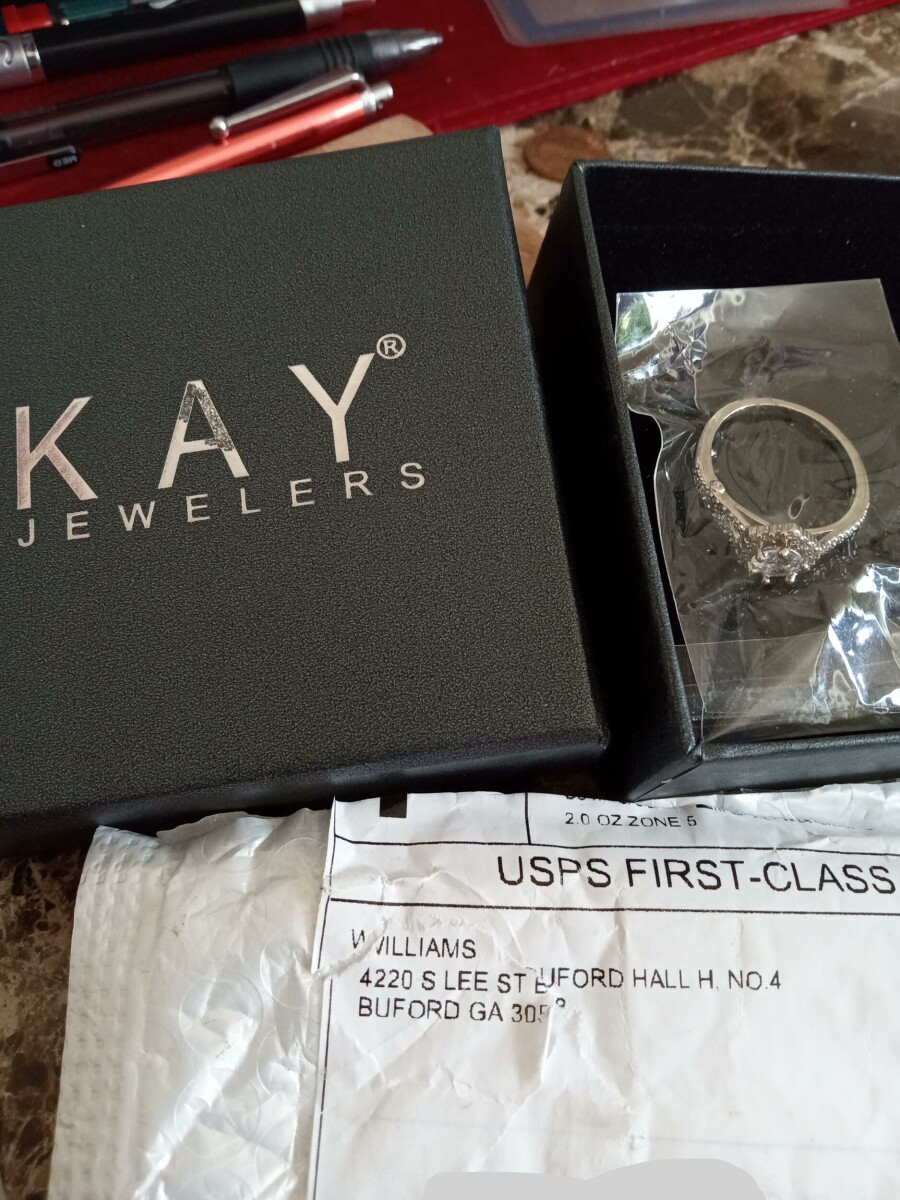 KAY®
JEWELERS
2.0 OZ ZONE 5
USPS FIRST-CLASS
WILLIAMS
4220 S LEE ST BUFORD HALL H, NO.4
BUFORD GA